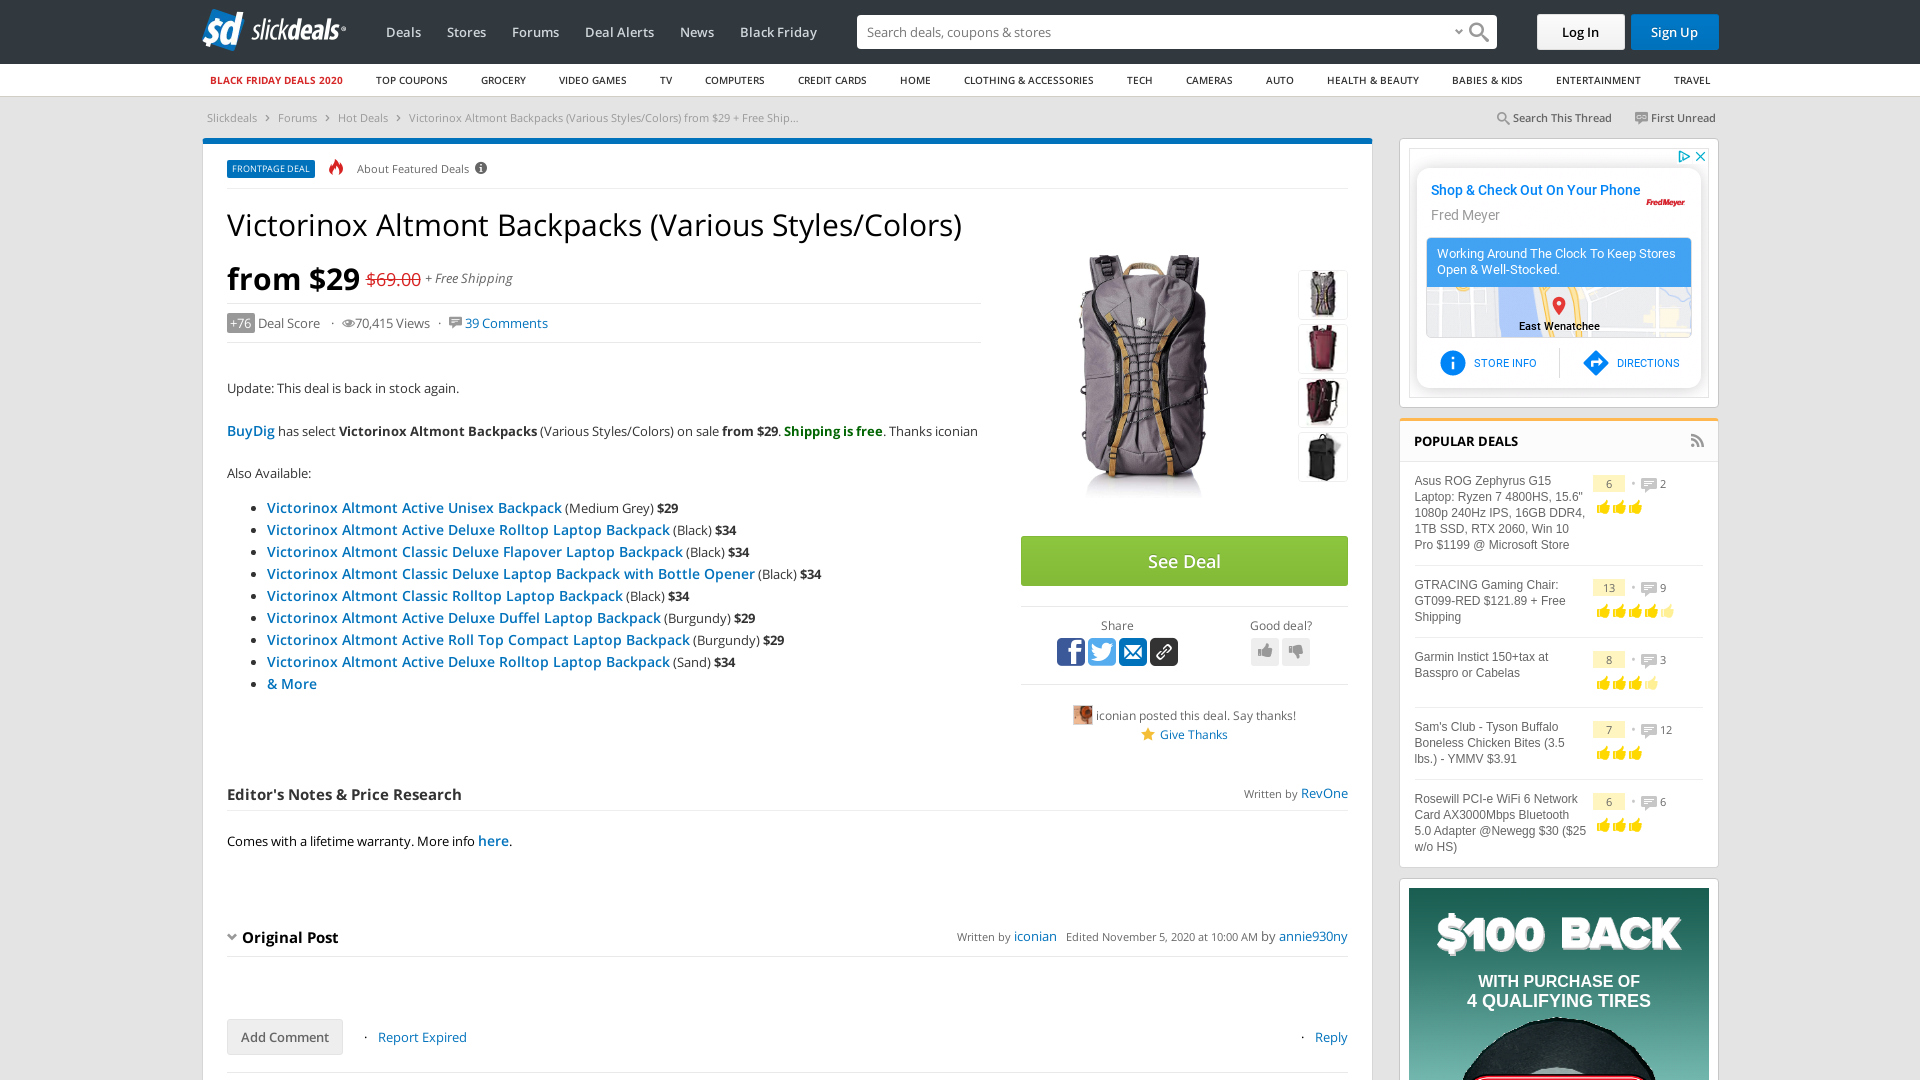 sd slickdeals
Deals Stores Forums Deal Alerts News Black Friday
Search deals, coupons & stores
Log In Sign Up
BLACK FRIDAY DEALS 2020 TOP COUPONS GROCERY VIDEO GAMES TV COMPUTERS CREDIT CARDS HOME CLOTHING & ACCESSORIES TECH CAMERAS AUTO HEALTH & BEAUTY BABIES & KIDS ENTERTAINMENT TRAVEL
Slickdeals › Forums › Hot Deals › Victorinox Altmont Backpacks (Various Styles/Colors) from $29 + Free Ship...
Search This Thread First Unread
FRONTPAGE DEAL About Featured Deals
Victorinox Altmont Backpacks (Various Styles/Colors)
from $29 $69.00 + Free Shipping
+76 Deal Score · 70,415 Views · 39 Comments
Update: This deal is back in stock again.
BuyDig has select Victorinox Altmont Backpacks (Various Styles/Colors) on sale from $29. Shipping is free. Thanks iconian
Also Available:
• Victorinox Altmont Active Unisex Backpack (Medium Grey) $29
• Victorinox Altmont Active Deluxe Rolltop Laptop Backpack (Black) $34
• Victorinox Altmont Classic Deluxe Flapover Laptop Backpack (Black) $34
• Victorinox Altmont Classic Deluxe Laptop Backpack with Bottle Opener (Black) $34
• Victorinox Altmont Classic Rolltop Laptop Backpack (Black) $34
• Victorinox Altmont Active Deluxe Duffel Laptop Backpack (Burgundy) $29
• Victorinox Altmont Active Roll Top Compact Laptop Backpack (Burgundy) $29
• Victorinox Altmont Active Deluxe Rolltop Laptop Backpack (Sand) $34
• & More
See Deal
Share Good deal?
iconian posted this deal. Say thanks!
Give Thanks
Editor's Notes & Price Research Written by RevOne
Comes with a lifetime warranty. More info here.
Original Post Written by iconian Edited November 5, 2020 at 10:00 AM by annie930ny
Add Comment · Report Expired · Reply
Shop & Check Out On Your Phone
Fred Meyer
FredMeyer
Working Around The Clock To Keep Stores
Open & Well-Stocked.
East Wenatchee
STORE INFO DIRECTIONS
POPULAR DEALS
Asus ROG Zephyrus G15
Laptop: Ryzen 7 4800HS, 15.6"
1080p 240Hz IPS, 16GB DDR4,
1TB SSD, RTX 2060, Win 10
Pro $1199 @ Microsoft Store
6 • 2
GTRACING Gaming Chair:
GT099-RED $121.89 + Free
Shipping
13 • 9
Garmin Instict 150+tax at
Basspro or Cabelas
8 • 3
Sam's Club - Tyson Buffalo
Boneless Chicken Bites (3.5
lbs.) - YMMV $3.91
7 • 12
Rosewill PCI-e WiFi 6 Network
Card AX3000Mbps Bluetooth
5.0 Adapter @Newegg $30 ($25
w/o HS)
6 • 6
$100 BACK
WITH PURCHASE OF
4 QUALIFYING TIRES